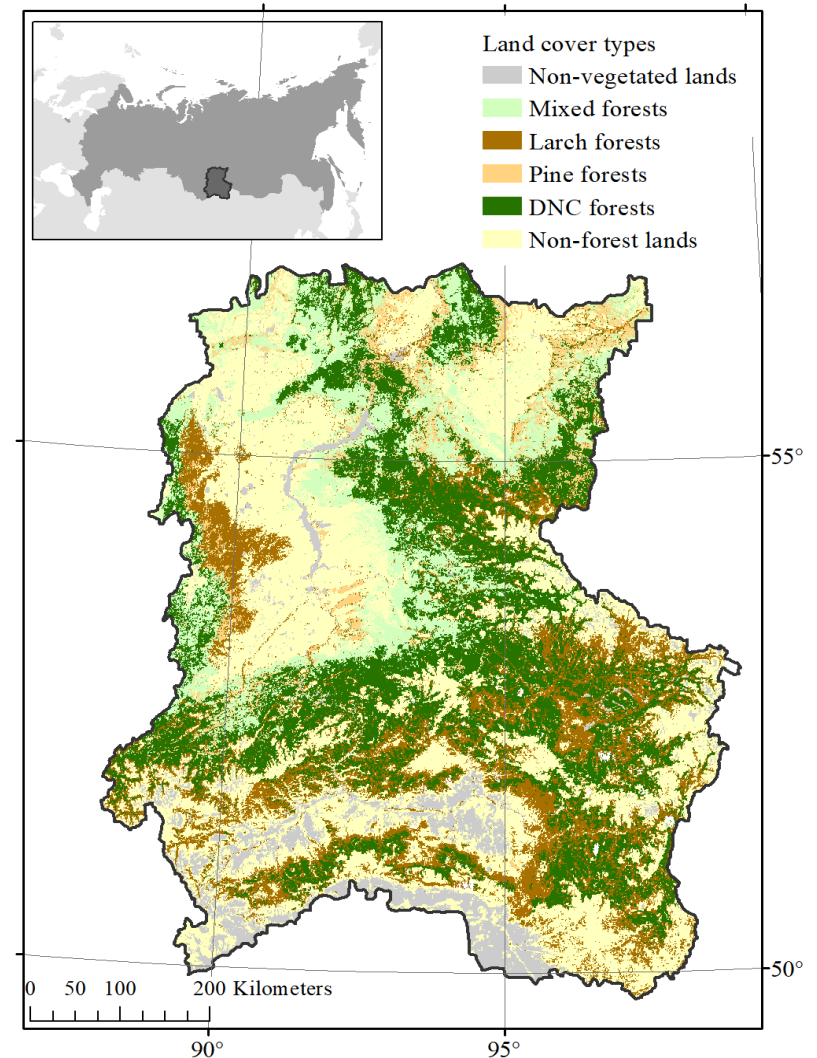 Land cover types
Non-vegetated lands
Mixed forests
Larch forests
Pine forests
DNC forests
Non-forest lands
55°
50°
0 50 100 200 Kilometers
90° 95°